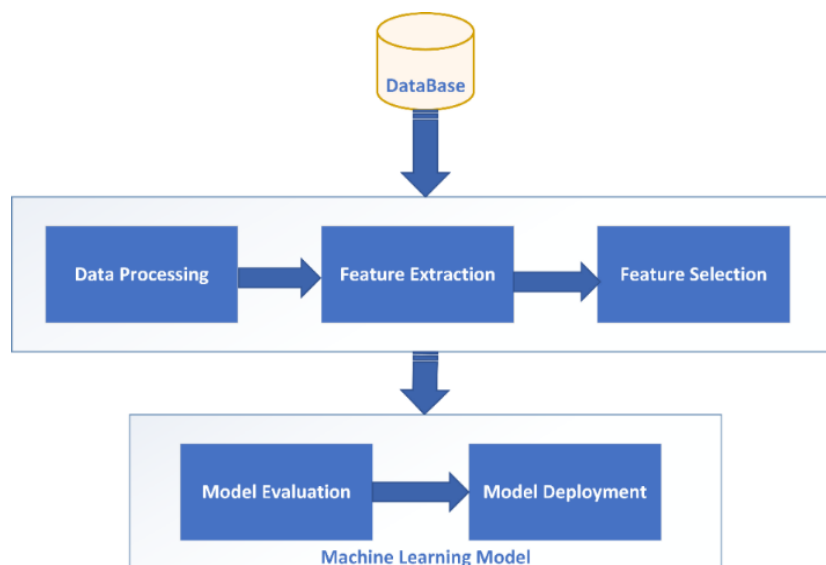 DataBase
Data Processing
Feature Extraction
Feature Selection
Model Evaluation
Model Deployment
Machine Learning Model